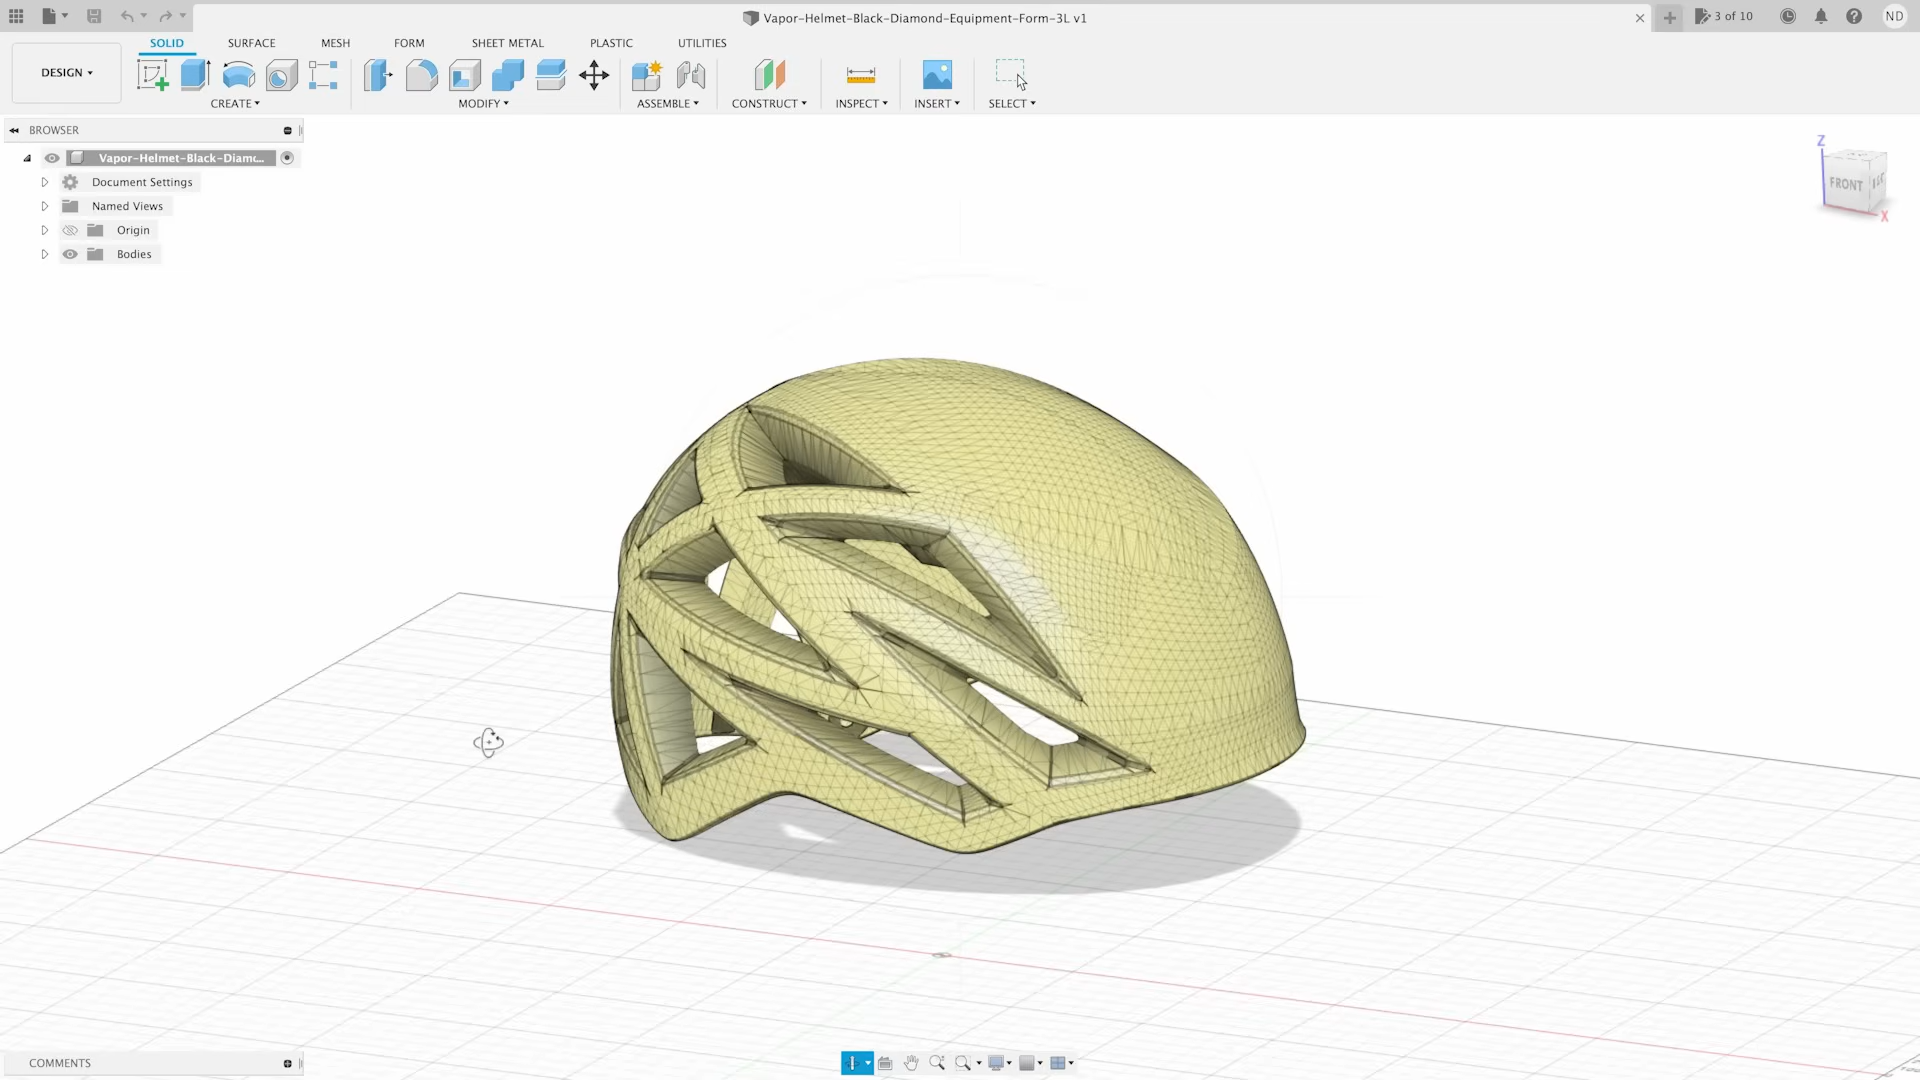 Vapor-Helmet-Black-Diamond-Equipment-Form-3L v1
3 of 10
ND
DESIGN
SOLID
SURFACE
MESH
FORM
SHEET METAL
PLASTIC
UTILITIES
CREATE
MODIFY
ASSEMBLE
CONSTRUCT
INSPECT
INSERT
SELECT
BROWSER
Vapor-Helmet-Black-Diamo...
Document Settings
Named Views
Origin
Bodies
Z
FRONT
X
COMMENTS